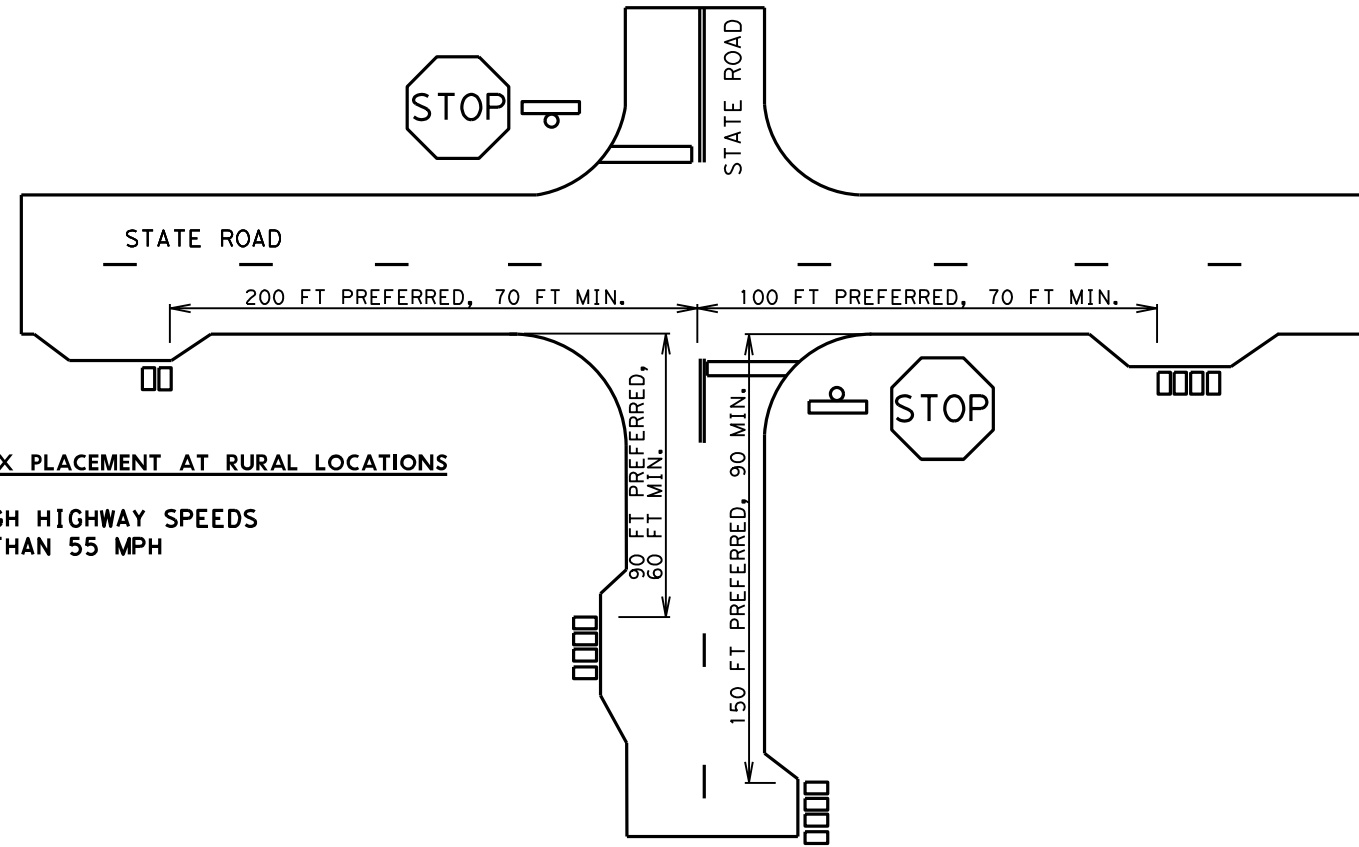 STATE ROAD
STOP
STATE ROAD
200 FT PREFERRED, 70 FT MIN.
100 FT PREFERRED, 70 FT MIN.
90 FT PREFERRED,
60 FT MIN.
150 FT PREFERRED, 90 MIN.
STOP
X PLACEMENT AT RURAL LOCATIONS
GH HIGHWAY SPEEDS
THAN 55 MPH